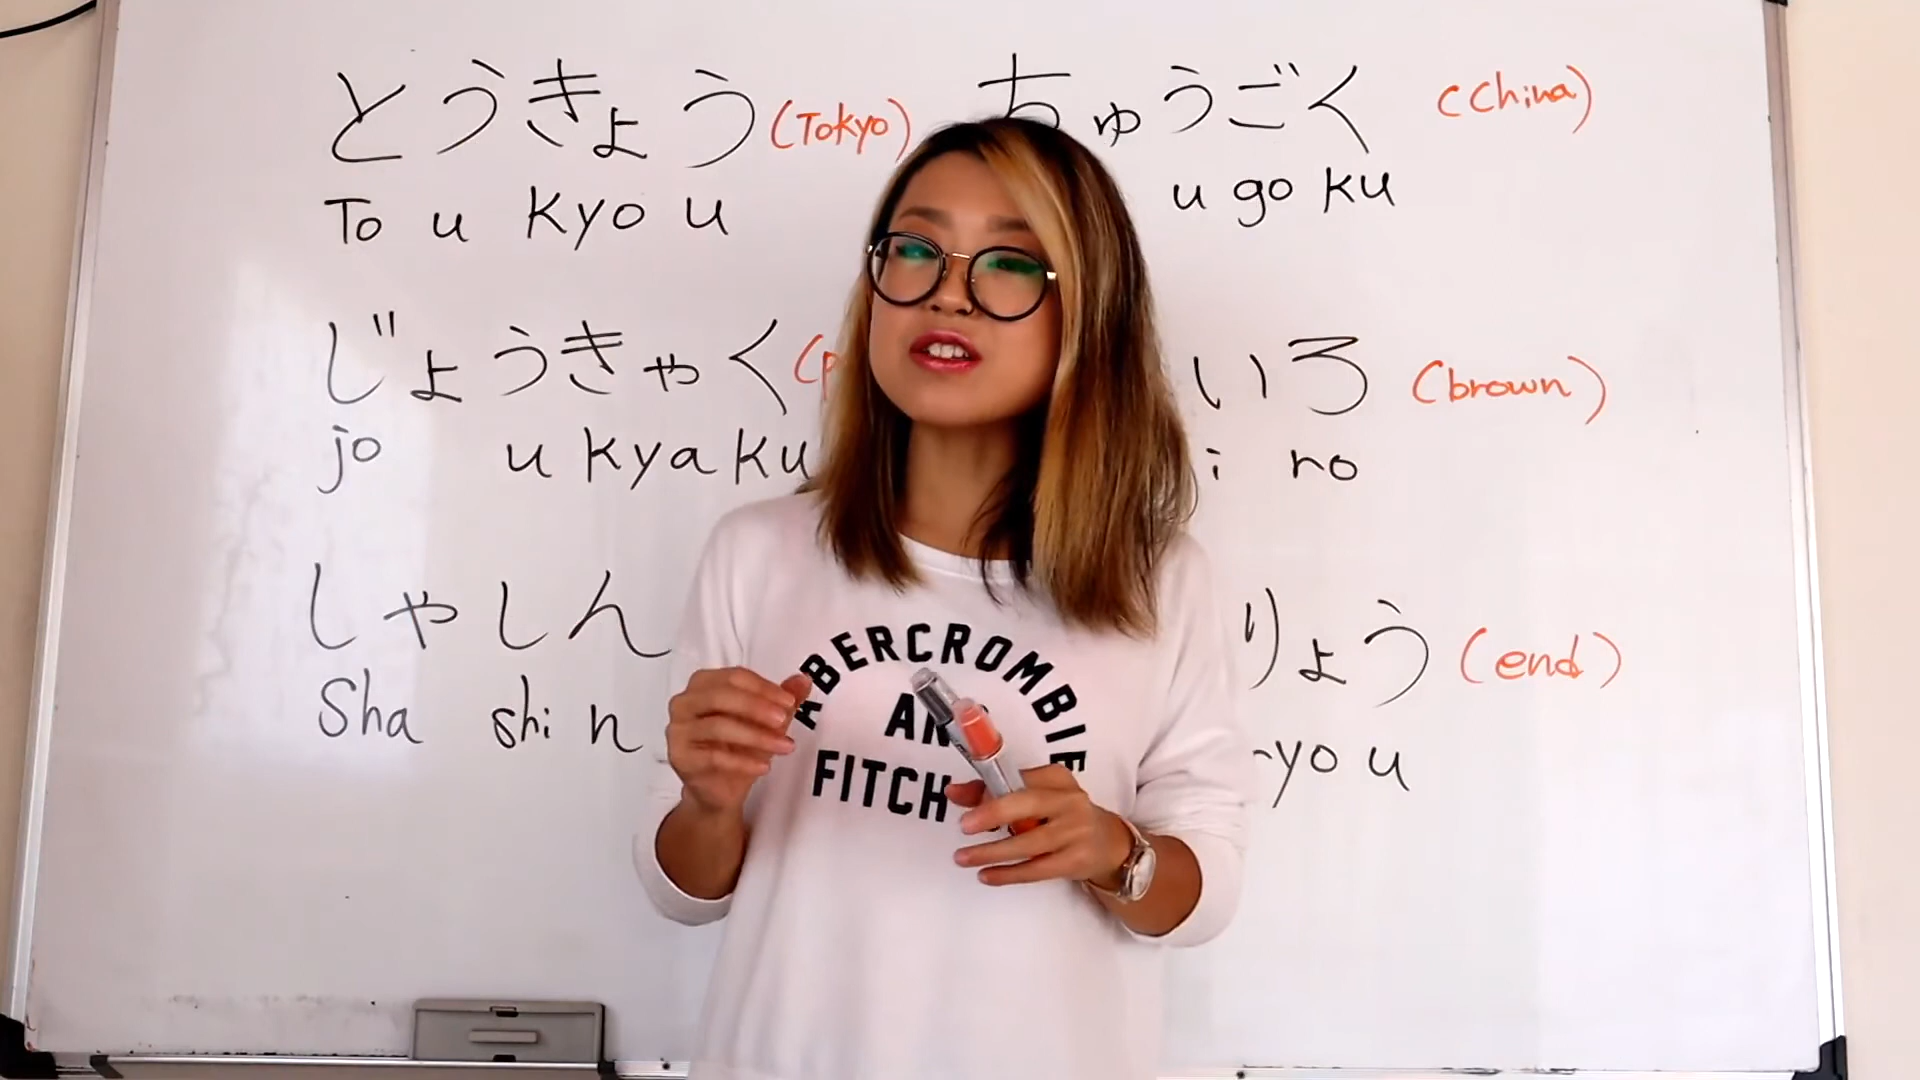 とうきょう (Tokyo) ちゅうごく (China)
To u kyo u u go ku
じょうきゃく いろ (brown)
jo u kyaku i ro
しゃしん りょう (end)
Sha shi n yo u
ABERCROMBIE
AND
FITCH